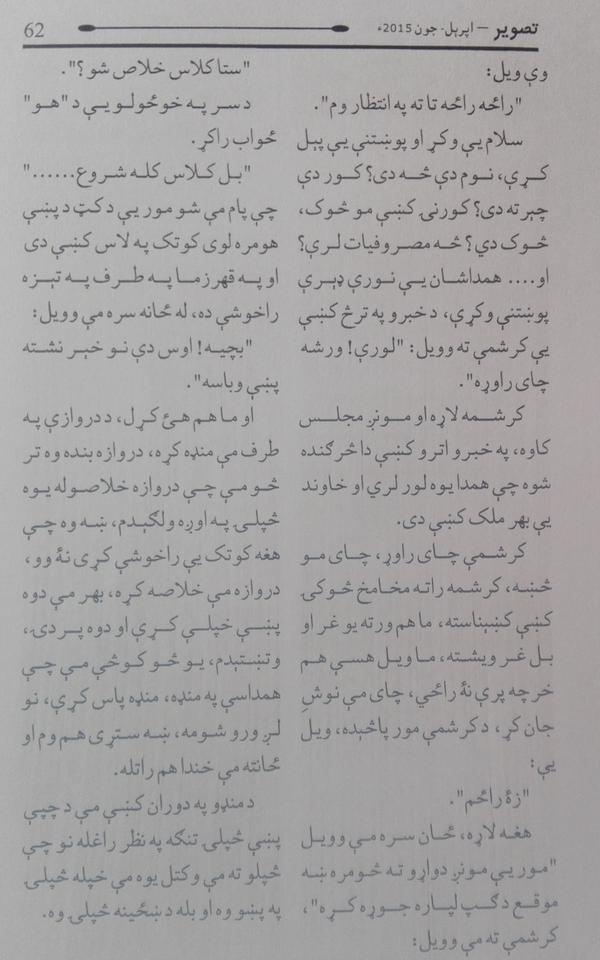 تصویر – اپرېل- جون 2015ء
62
وې ویل:
"راځه راځه تا ته په انتظار وم".
سلام یې وکړ او پوښتنې یې پیل
کړې، نوم دې څه دی؟ کور دې
چېرته دی؟ کورنۍ کښې مو څوک،
څوک دي؟ څه مصروفیات لرې؟
او.... همداشان یې نورې ډېرې
پوښتنې وکړې، د خبرو په ترڅ کښې
یې کرشمې ته وویل: "لورې! ورشه
چای راوړه".
کرشمه لاړه او مونږ مجلس
کاوه، په خبرو اترو کښې دا څرګنده
شوه چې همدا یوه لور لري او خاوند
یې بهر ملک کښې دی.
کرشمې چای راوړ، چای مو
څښه، کرشمه راته مخامخ څوکۍ
کښې کښېناسته، ما هم ورته یو غړ او
بل غړ ویشته، ما ویل هسې هم
خرچه پرې نۀ راځي، چای مې نوشِ
جان کړ، د کرشمې مور پاڅېده، ویل
یې:
"زۀ راځم".
هغه لاړه، ځان سره مې وویل
"مور یې مونږ دواړو ته څومره ښه
موقع د ګپ لپاره جوړه کړه"،
کرشمې ته مې وویل:
"ستا کلاس خلاص شو؟".
د سر په خوځولو یې د "هو"
ځواب راکړ.
"بل کلاس کله شروع......"
چې پام مې شو مور یې د کټ د پښې
هومره لوی کوتک په لاس کښې دی
او په قهر زما په طرف په تېزه
راخوشې ده، له ځانه سره مې وویل:
"بچیه! اوس دې نو خبر نشته
پښې وباسه".
او ما هم هئ کړل، د دروازې په
طرف مې منډه کړه، دروازه بنده وه تر
څو مې چې دروازه خلاصوله یوه
څپلۍ په اوږه ولګېدم، ښه وه چې
هغه کوتک یې راخوشې کړی نۀ وو،
دروازه مې خلاصه کړه، بهر مې دوه
پښې خپلې کړې او دوه پردۍ،
وتښتېدم، یو څو کوڅې مې چې
همداسې په منډه، منډه پاس کړې، نو
لږ ورو شومه، ښه ستړی هم وم او
ځانته مې خندا هم راتله.
د منډو په دوران کښې مې د چپې
پښې څپلۍ تنګه په نظر راغله نو چې
څپلو ته مې وکتل یوه مې خپله څپلۍ
په پښو وه او بله د ښځینه څپلۍ وه.